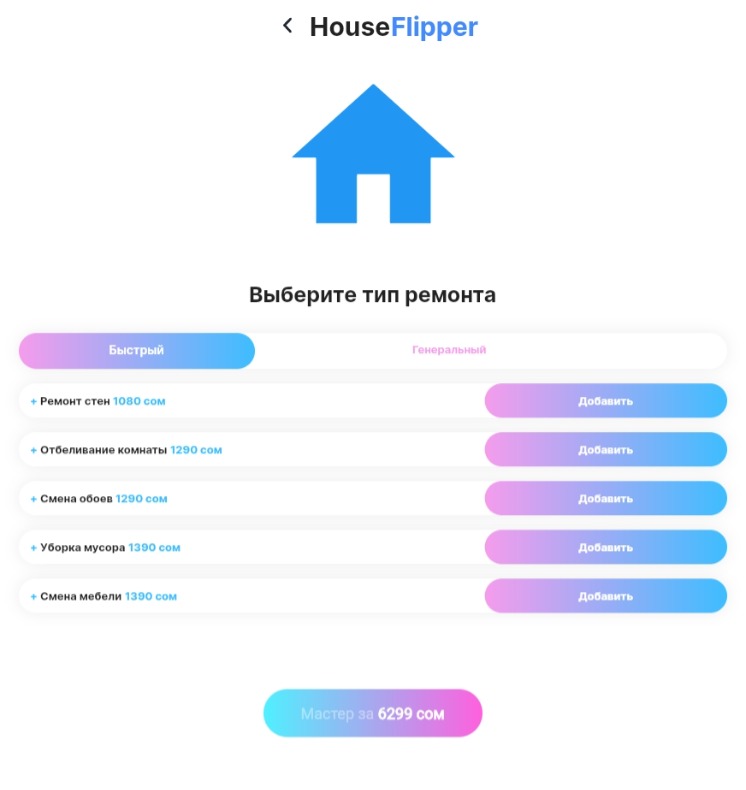 HouseFlipper
Выберите тип ремонта
Быстрый Генеральный
+ Ремонт стен 1080 сом Добавить
+ Отбеливание комнаты 1290 сом Добавить
+ Смена обоев 1290 сом Добавить
+ Уборка мусора 1390 сом Добавить
+ Смена мебели 1390 сом Добавить
Мастер за 6299 сом